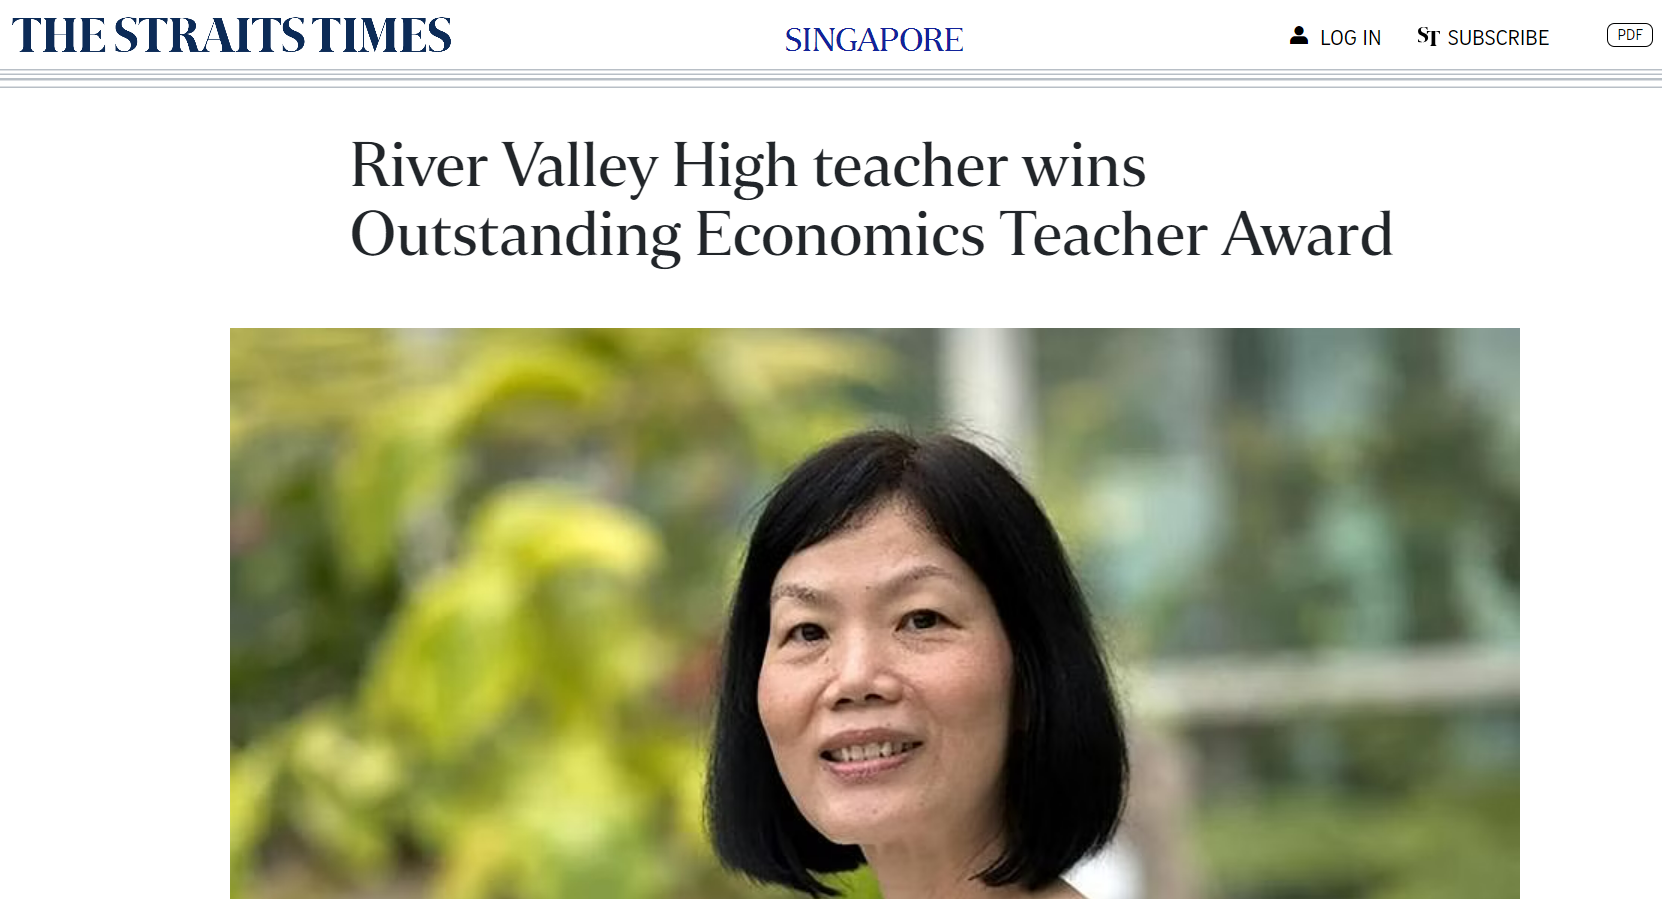 THE STRAITS TIMES
SINGAPORE
LOG IN
ST SUBSCRIBE
PDF
River Valley High teacher wins
Outstanding Economics Teacher Award